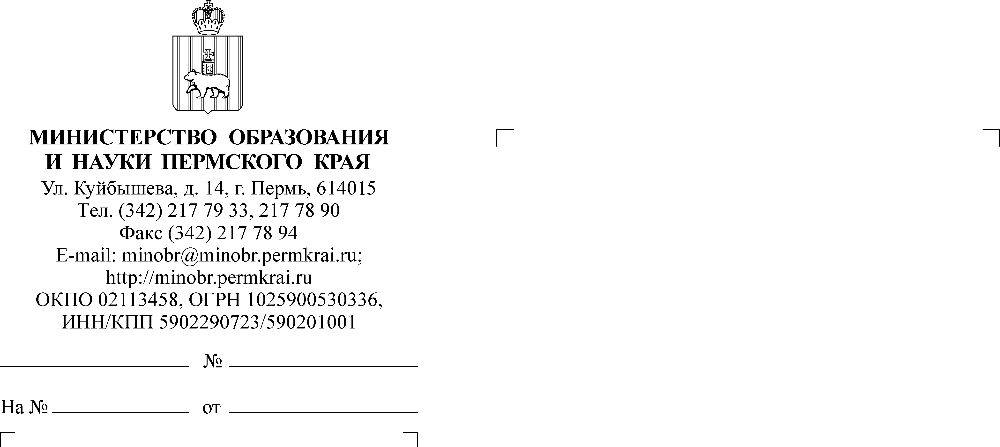 МИНИСТЕРСТВО ОБРАЗОВАНИЯ
И НАУКИ ПЕРМСКОГО КРАЯ
Ул. Куйбышева, д. 14, г. Пермь, 614015
Тел. (342) 217 79 33, 217 78 90
Факс (342) 217 78 94
E-mail: minobr@minobr.permkrai.ru;
http://minobr.permkrai.ru
ОКПО 02113458, ОГРН 1025900530336,
ИНН/КПП 5902290723/590201001
№
На № от